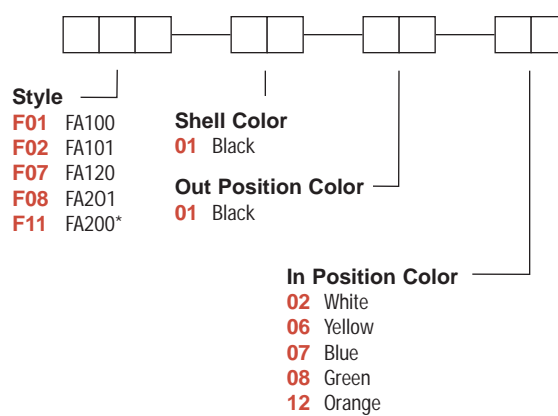 Style
F01 FA100
F02 FA101
F07 FA120
F08 FA201
F11 FA200*
Shell Color
01 Black
Out Position Color
01 Black
In Position Color
02 White
06 Yellow
07 Blue
08 Green
12 Orange